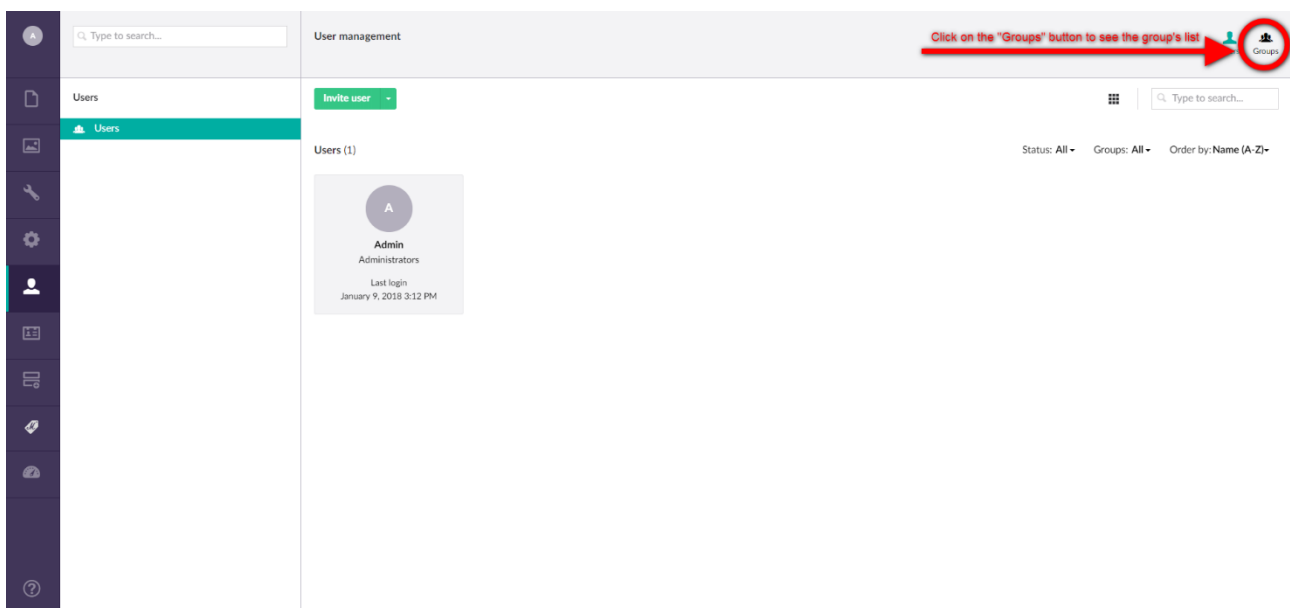 A
Type to search...
User management
Click on the "Groups" button to see the group's list
Groups
Users
Invite user
Type to search...
Users
Users (1)
Status: All
Groups: All
Order by: Name (A-Z)
A
Admin
Administrators
Last login
January 9, 2018 3:12 PM